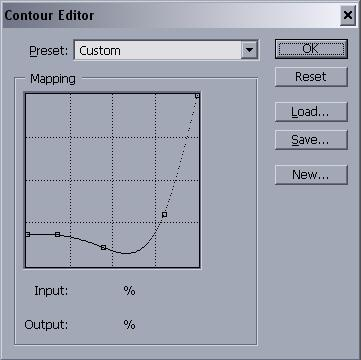 Contour Editor
Preset: Custom
OK
Mapping
Reset
Load...
Save...
New...
Input: %
Output: %